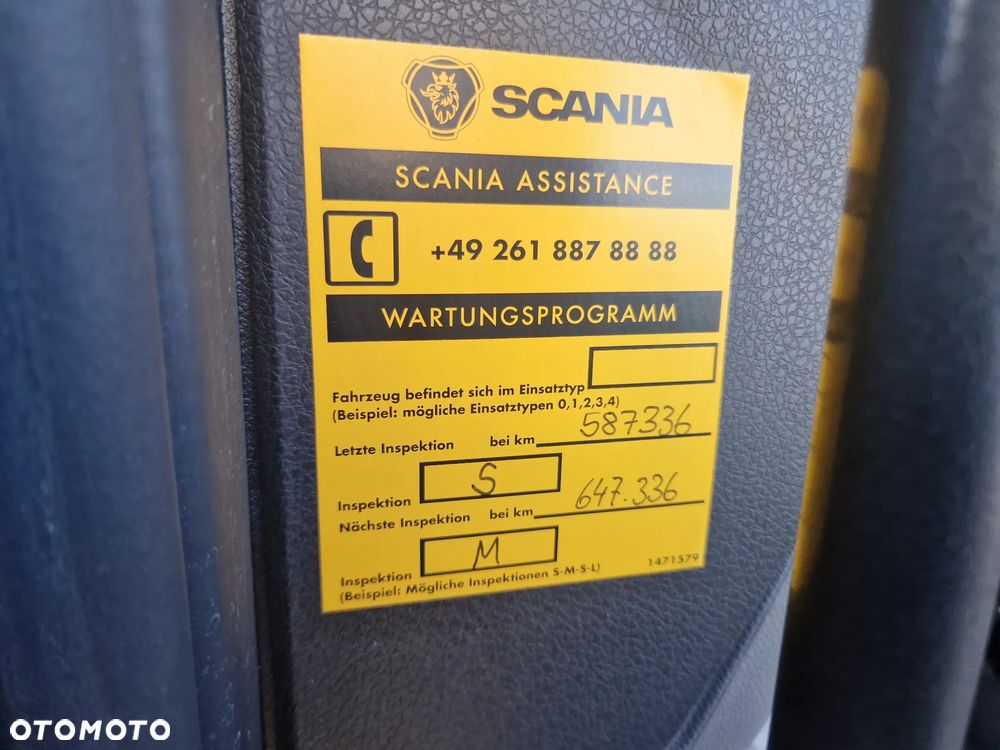 SCANIA
SCANIA ASSISTANCE
+49 261 887 88 88
WARTUNGSPROGRAMM
Fahrzeug befindet sich im Einsatztyp
(Beispiel: mögliche Einsatztypen 0,1,2,3,4)
Letzte Inspektion bei km 587336
Inspektion S
Nächste Inspektion bei km 647.336
Inspektion M
(Beispiel: Mögliche Inspektionen S-M-S-L) 1471579
OTOMOTO